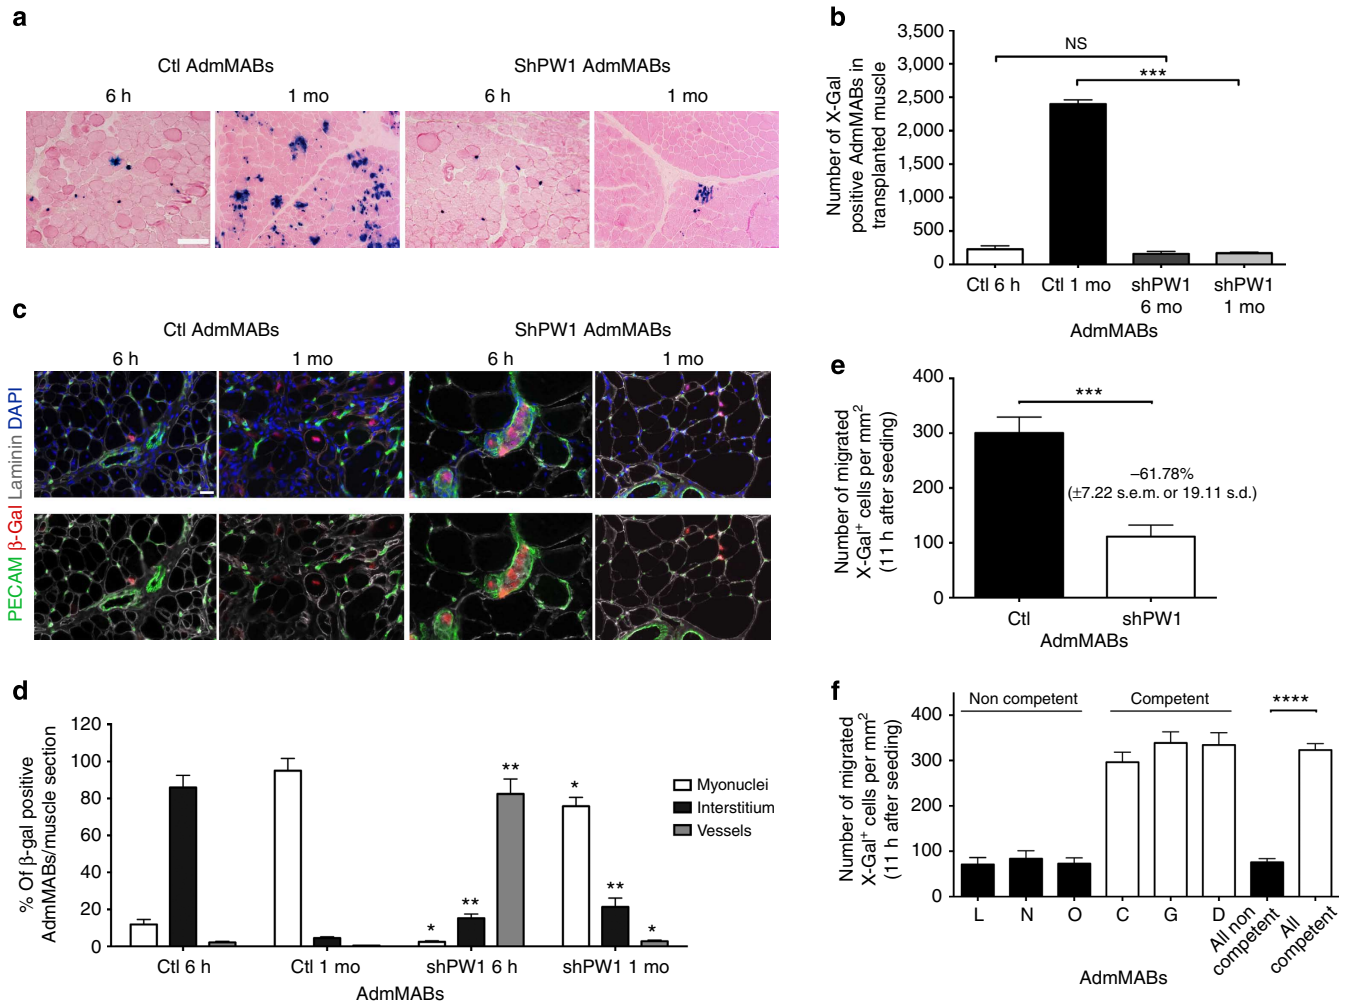 a
Ctl AdmMABs
ShPW1 AdmMABs
6 h
1 mo
6 h
1 mo
b
Number of X-Gal
positive AdmMABs in
transplanted muscle
3,500
3,000
2,500
2,000
1,500
1,000
500
0
NS
***
Ctl 6 h
Ctl 1 mo
shPW1
6 mo
shPW1
1 mo
AdmMABs
c
Ctl AdmMABs
ShPW1 AdmMABs
6 h
1 mo
6 h
1 mo
PECAM β-Gal Laminin DAPI
e
Number of migrated
X-Gal⁺ cells per mm²
(11 h after seeding)
400
300
200
100
0
***
–61.78%
(±7.22 s.e.m. or 19.11 s.d.)
Ctl
shPW1
AdmMABs
d
% Of β-gal positive
AdmMABs/muscle section
120
100
80
60
40
20
0
*
**
**
*
**
*
Myonuclei
Interstitium
Vessels
Ctl 6 h
Ctl 1 mo
shPW1 6 h
shPW1 1 mo
AdmMABs
f
Number of migrated
X-Gal⁺ cells per mm²
(11 h after seeding)
400
300
200
100
0
Non competent
Competent
****
L
N
O
C
G
D
All non
competent
All
competent
AdmMABs